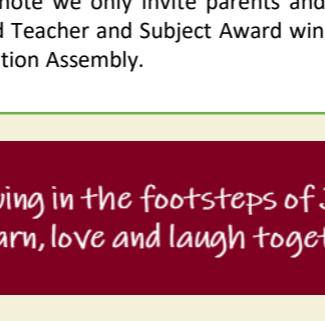 note we only invite parents and
Teacher and Subject Award win
tion Assembly.
ing in the footsteps of J
arn, love and laugh toget